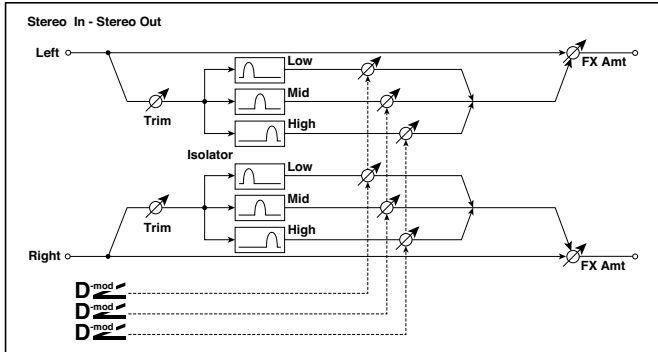 Stereo In - Stereo Out
Left
FX Amt
Low
Mid
Trim
High
Isolator
Low
Mid
Trim
High
Right
FX Amt
D-mod
D-mod
D-mod